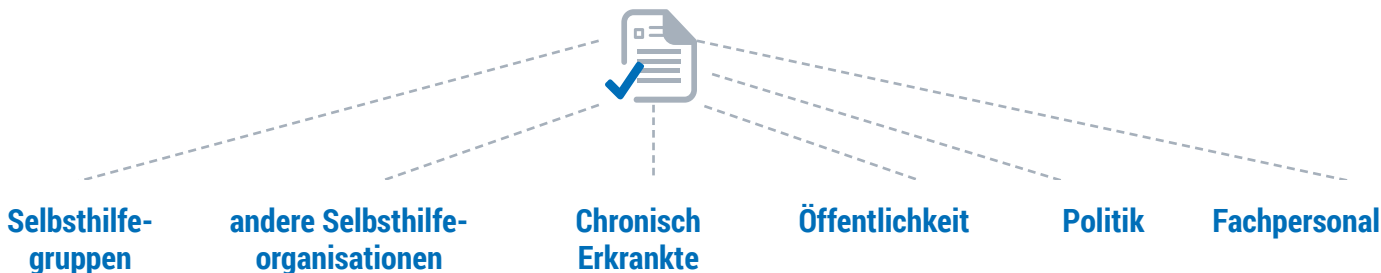 Selbsthilfe-
gruppen
andere Selbsthilfe-
organisationen
Chronisch
Erkrankte
Öffentlichkeit
Politik
Fachpersonal